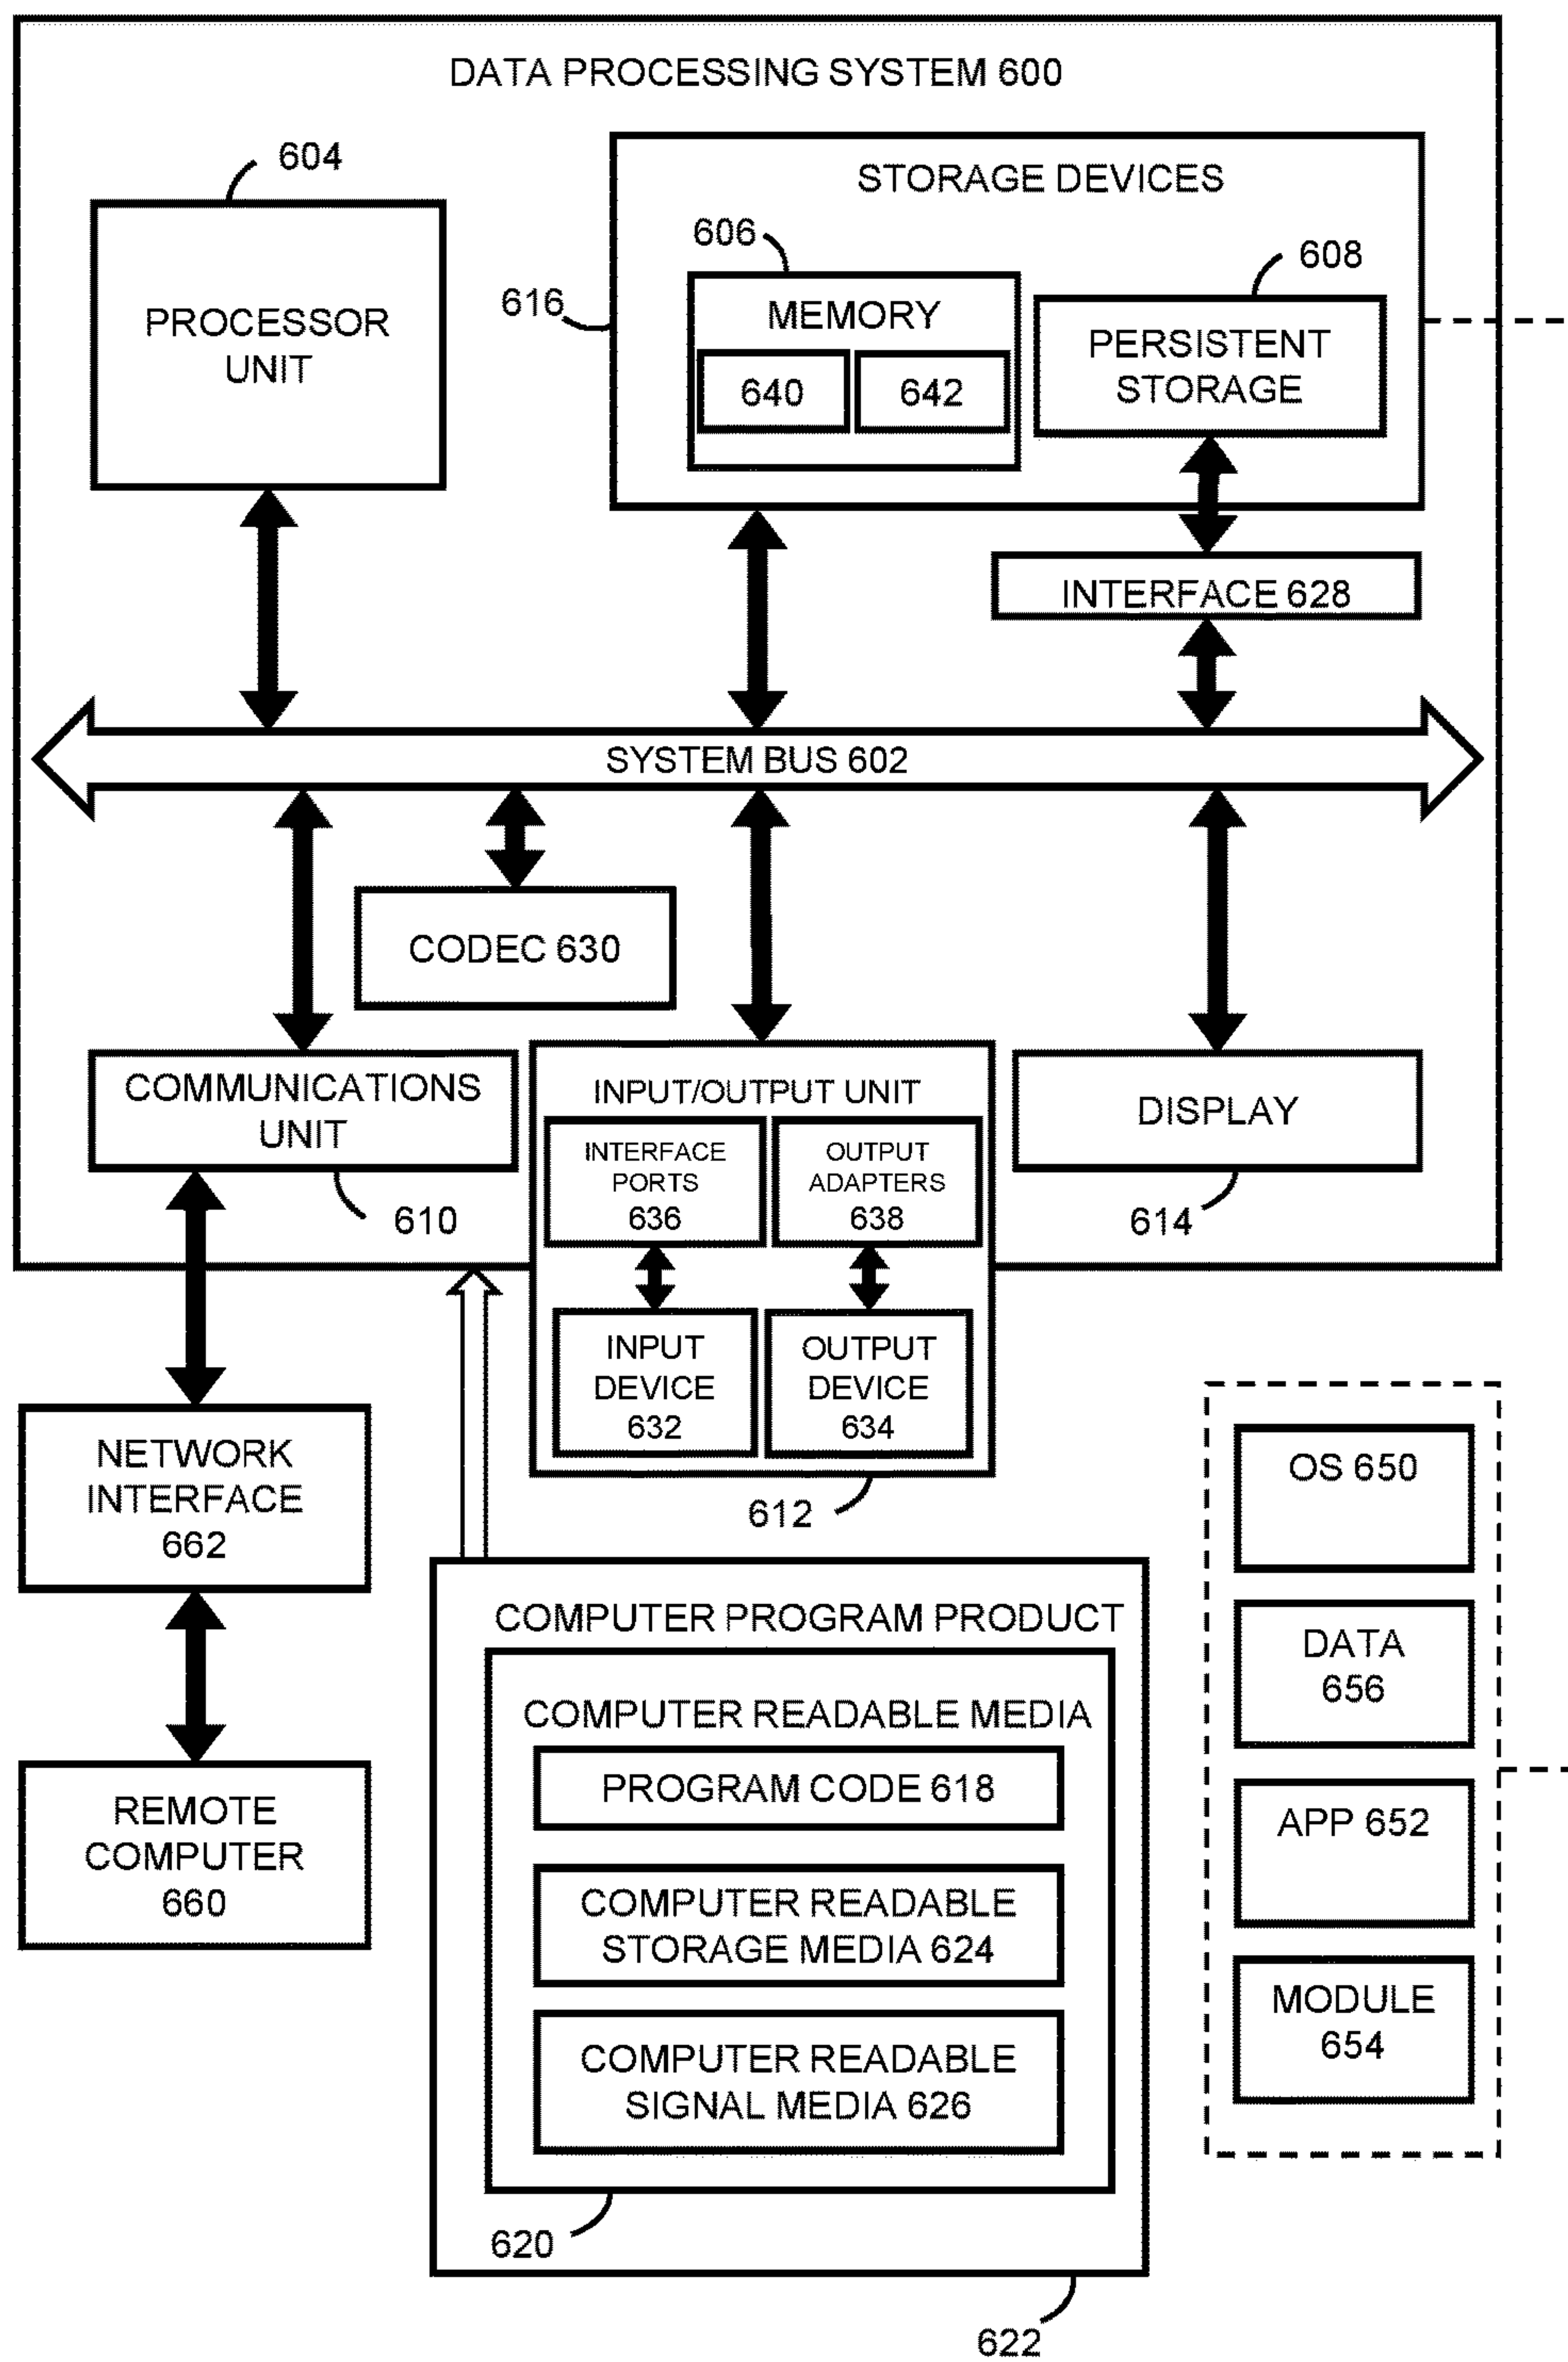 DATA PROCESSING SYSTEM 600
604
PROCESSOR
UNIT
STORAGE DEVICES
606
608
616
MEMORY
640
642
PERSISTENT
STORAGE
INTERFACE 628
SYSTEM BUS 602
CODEC 630
COMMUNICATIONS
UNIT
610
INPUT/OUTPUT UNIT
INTERFACE
PORTS
636
OUTPUT
ADAPTERS
638
INPUT
DEVICE
632
OUTPUT
DEVICE
634
612
DISPLAY
614
NETWORK
INTERFACE
662
REMOTE
COMPUTER
660
COMPUTER PROGRAM PRODUCT
COMPUTER READABLE MEDIA
PROGRAM CODE 618
COMPUTER READABLE
STORAGE MEDIA 624
COMPUTER READABLE
SIGNAL MEDIA 626
620
622
OS 650
DATA
656
APP 652
MODULE
654